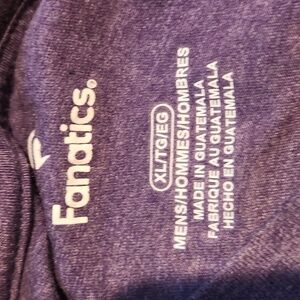 Fanatics.
XL/TG/EG
MENS/HOMMES/HOMBRES
MADE IN GUATEMALA
FABRIQUE AU GUATEMALA
HECHO EN GUATEMALA